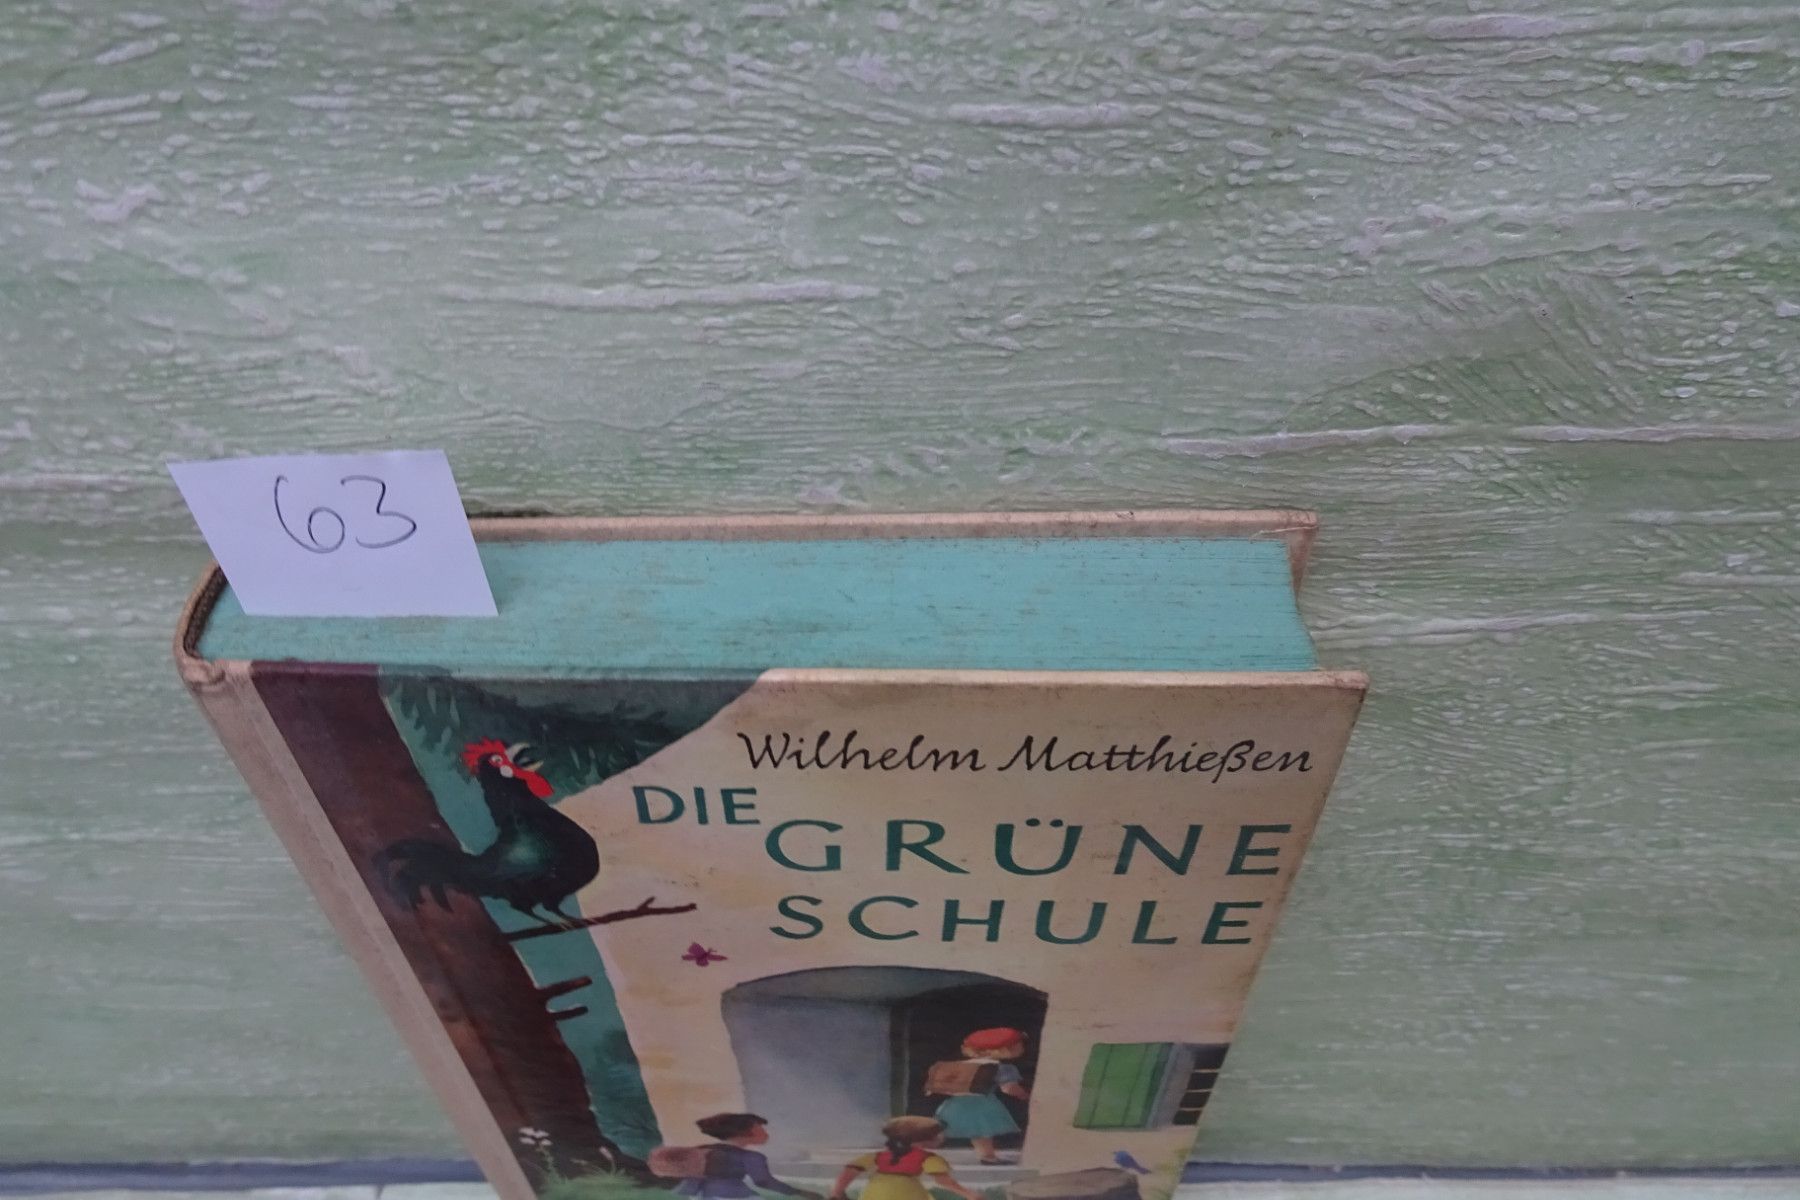 63
Wilhelm Matthießen
DIE
GRÜNE
SCHULE